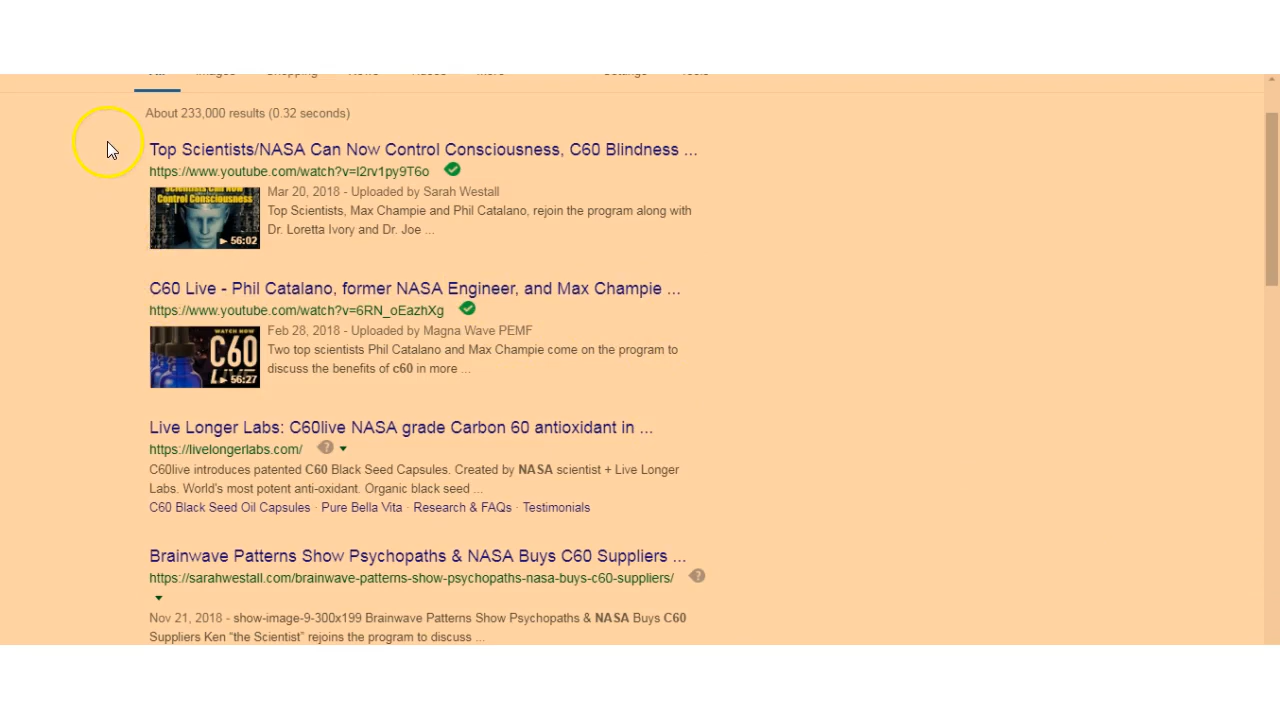 About 233,000 results (0.32 seconds)
Top Scientists/NASA Can Now Control Consciousness, C60 Blindness ...
https://www.youtube.com/watch?v=l2rv1py9T6o
Scientists Can Now
Control Consciousness
56:02
Mar 20, 2018 - Uploaded by Sarah Westall
Top Scientists, Max Champie and Phil Catalano, rejoin the program along with
Dr. Loretta Ivory and Dr. Joe ...
C60 Live - Phil Catalano, former NASA Engineer, and Max Champie ...
https://www.youtube.com/watch?v=6RN_oEazhXg
WATCH NOW
C60
LIVE
56:27
Feb 28, 2018 - Uploaded by Magna Wave PEMF
Two top scientists Phil Catalano and Max Champie come on the program to
discuss the benefits of c60 in more ...
Live Longer Labs: C60live NASA grade Carbon 60 antioxidant in ...
https://livelongerlabs.com/
C60live introduces patented C60 Black Seed Capsules. Created by NASA scientist + Live Longer
Labs. World's most potent anti-oxidant. Organic black seed ...
C60 Black Seed Oil Capsules · Pure Bella Vita · Research & FAQs · Testimonials
Brainwave Patterns Show Psychopaths & NASA Buys C60 Suppliers ...
https://sarahwestall.com/brainwave-patterns-show-psychopaths-nasa-buys-c60-suppliers/
Nov 21, 2018 - show-image-9-300x199 Brainwave Patterns Show Psychopaths & NASA Buys C60
Suppliers Ken “the Scientist” rejoins the program to discuss ...